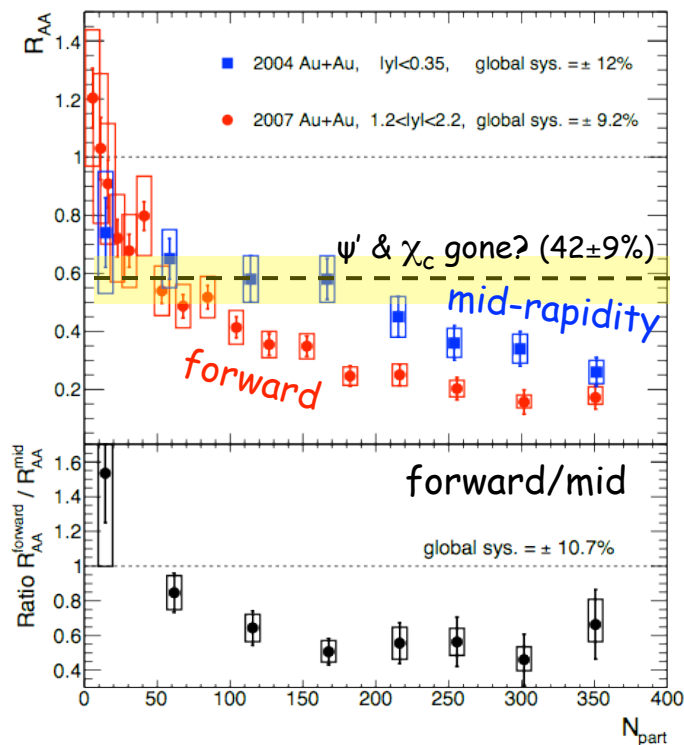 R_AA
1.4
1.2
1
0.8
0.6
0.4
0.2
2004 Au+Au, |y|<0.35, global sys. = ± 12%
2007 Au+Au, 1.2<|y|<2.2, global sys. = ± 9.2%
ψ' & χ_c gone? (42±9%)
mid-rapidity
forward
Ratio R_AA^forward / R_AA^mid
1.6
1.4
1.2
1
0.8
0.6
0.4
forward/mid
global sys. = ± 10.7%
0 50 100 150 200 250 300 350 400
N_part